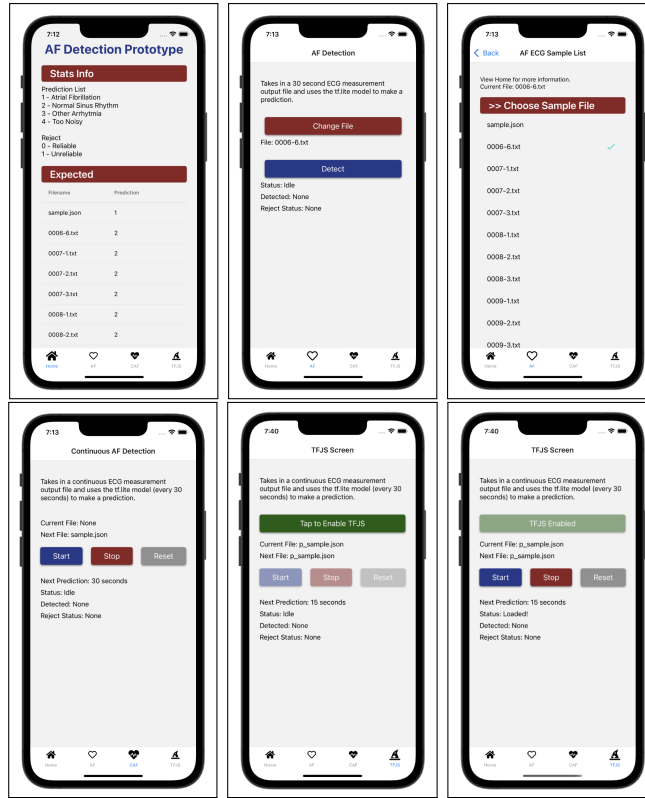 7:12
AF Detection Prototype
Stats Info
Prediction List
1 - Atrial Fibrillation
2 - Normal Sinus Rhythm
3 - Other Arrhytmia
4 - Too Noisy
Reject
0 - Reliable
1 - Unreliable
Expected
Filename Prediction
sample.json 1
0006-6.txt 2
0007-1.txt 2
0007-2.txt 2
0007-3.txt 2
0008-1.txt 2
0008-2.txt 2
Home AF CAF TFJS
7:13
AF Detection
Takes in a 30 second ECG measurement
output file and uses the tf.lite model to make a
prediction.
Change File
File: 0006-6.txt
Detect
Status: Idle
Detected: None
Reject Status: None
Home AF CAF TFJS
7:13
Back AF ECG Sample List
View Home for more information.
Current File: 0006-6.txt
>> Choose Sample File
sample.json
0006-6.txt
0007-1.txt
0007-2.txt
0007-3.txt
0008-1.txt
0008-2.txt
0008-3.txt
0009-1.txt
0009-2.txt
0009-3.txt
Home AF CAF TFJS
7:13
Continuous AF Detection
Takes in a continuous ECG measurement
output file and uses the tf.lite model (every 30
seconds) to make a prediction.
Current File: None
Next File: sample.json
Start Stop Reset
Next Prediction: 30 seconds
Status: Idle
Detected: None
Reject Status: None
Home AF CAF TFJS
7:40
TFJS Screen
Takes in a continuous ECG measurement
output file and uses the tf.lite model (every 30
seconds) to make a prediction.
Tap to Enable TFJS
Current File: p_sample.json
Next File: p_sample.json
Start Stop Reset
Next Prediction: 15 seconds
Status: Idle
Detected: None
Reject Status: None
Home AF CAF TFJS
7:40
TFJS Screen
Takes in a continuous ECG measurement
output file and uses the tf.lite model (every 30
seconds) to make a prediction.
TFJS Enabled
Current File: p_sample.json
Next File: p_sample.json
Start Stop Reset
Next Prediction: 15 seconds
Status: Loaded!
Detected: None
Reject Status: None
Home AF CAF TFJS